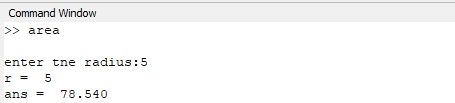 Command Window
>> area
enter tne radius:5
r =  5
ans =  78.540